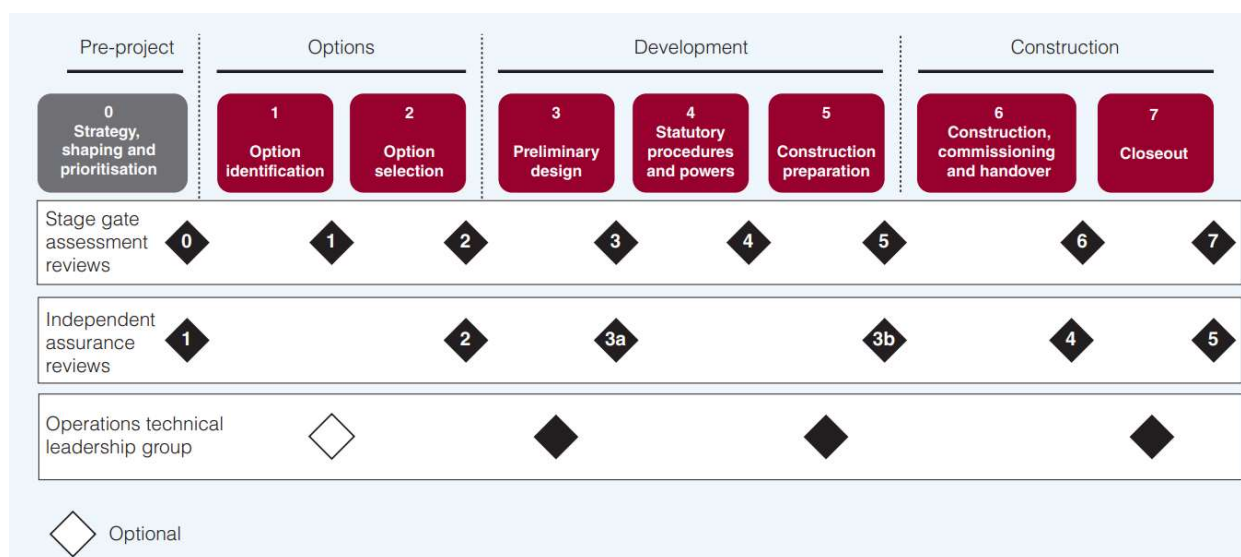 Pre-project
Options
Development
Construction
0
Strategy,
shaping and
prioritisation
1
Option
identification
2
Option
selection
3
Preliminary
design
4
Statutory
procedures
and powers
5
Construction
preparation
6
Construction,
commissioning
and handover
7
Closeout
Stage gate
assessment
reviews
0
1
2
3
4
5
6
7
Independent
assurance
reviews
1
2
3a
3b
4
5
Operations technical
leadership group
Optional